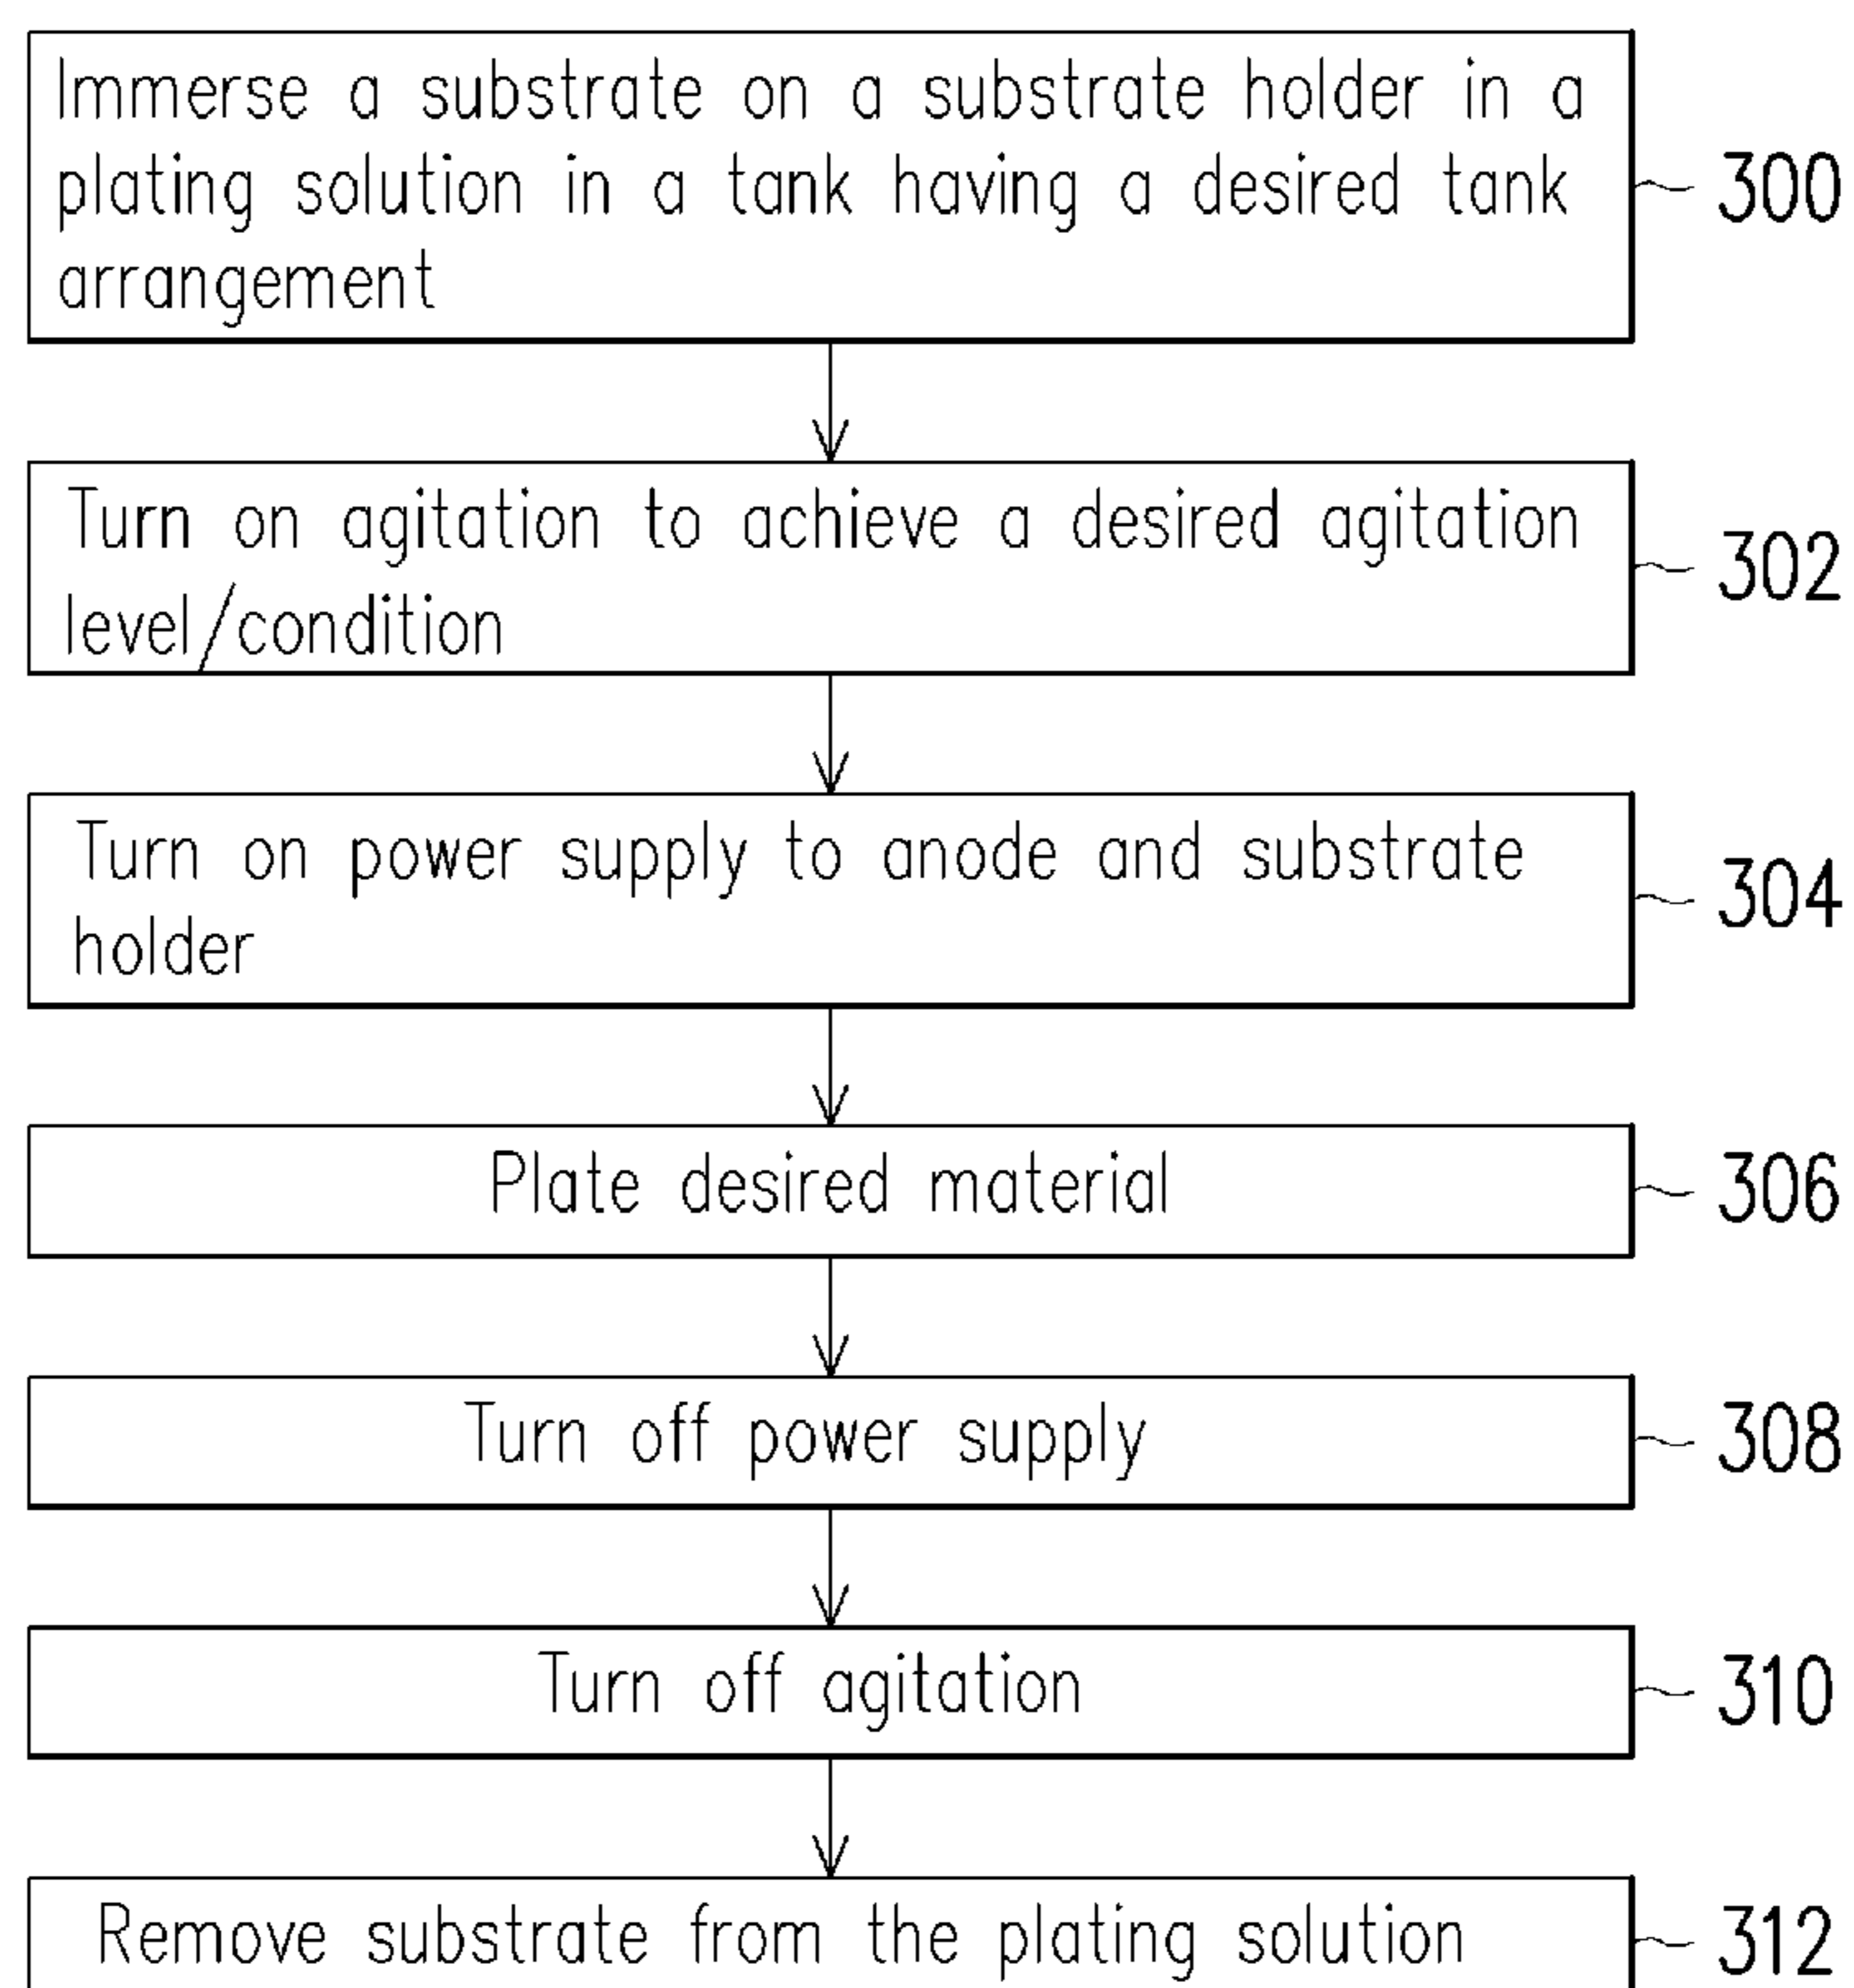 Immerse a substrate on a substrate holder in a
plating solution in a tank having a desired tank
arrangement
300
Turn on agitation to achieve a desired agitation
level/condition
302
Turn on power supply to anode and substrate
holder
304
Plate desired material
306
Turn off power supply
308
Turn off agitation
310
Remove substrate from the plating solution
312